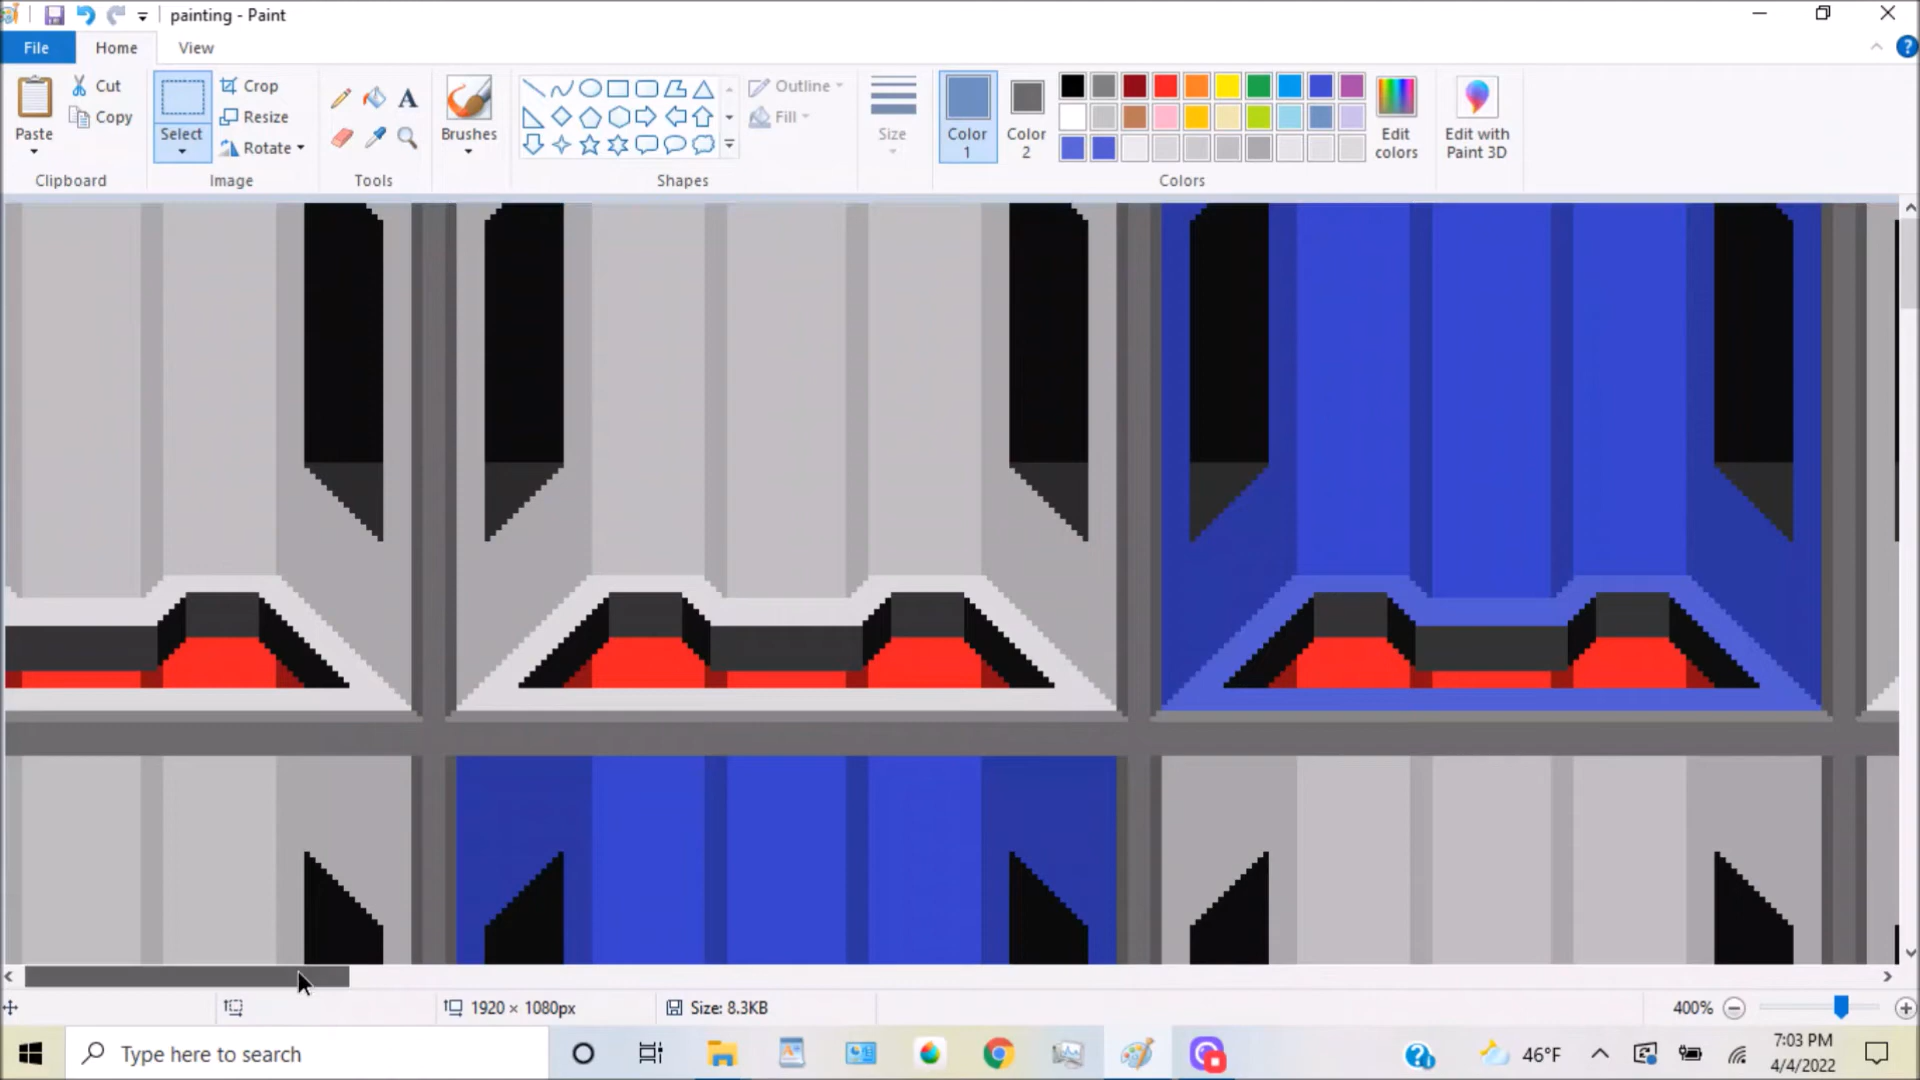 painting - Paint
File
Home
View
Paste
Cut
Copy
Clipboard
Select
Crop
Resize
Rotate
Image
A
Tools
Brushes
Shapes
Outline
Fill
Size
Color 1
Color 2
Edit colors
Colors
Edit with Paint 3D
1920 × 1080px
Size: 8.3KB
400%
Type here to search
46°F
7:03 PM
4/4/2022